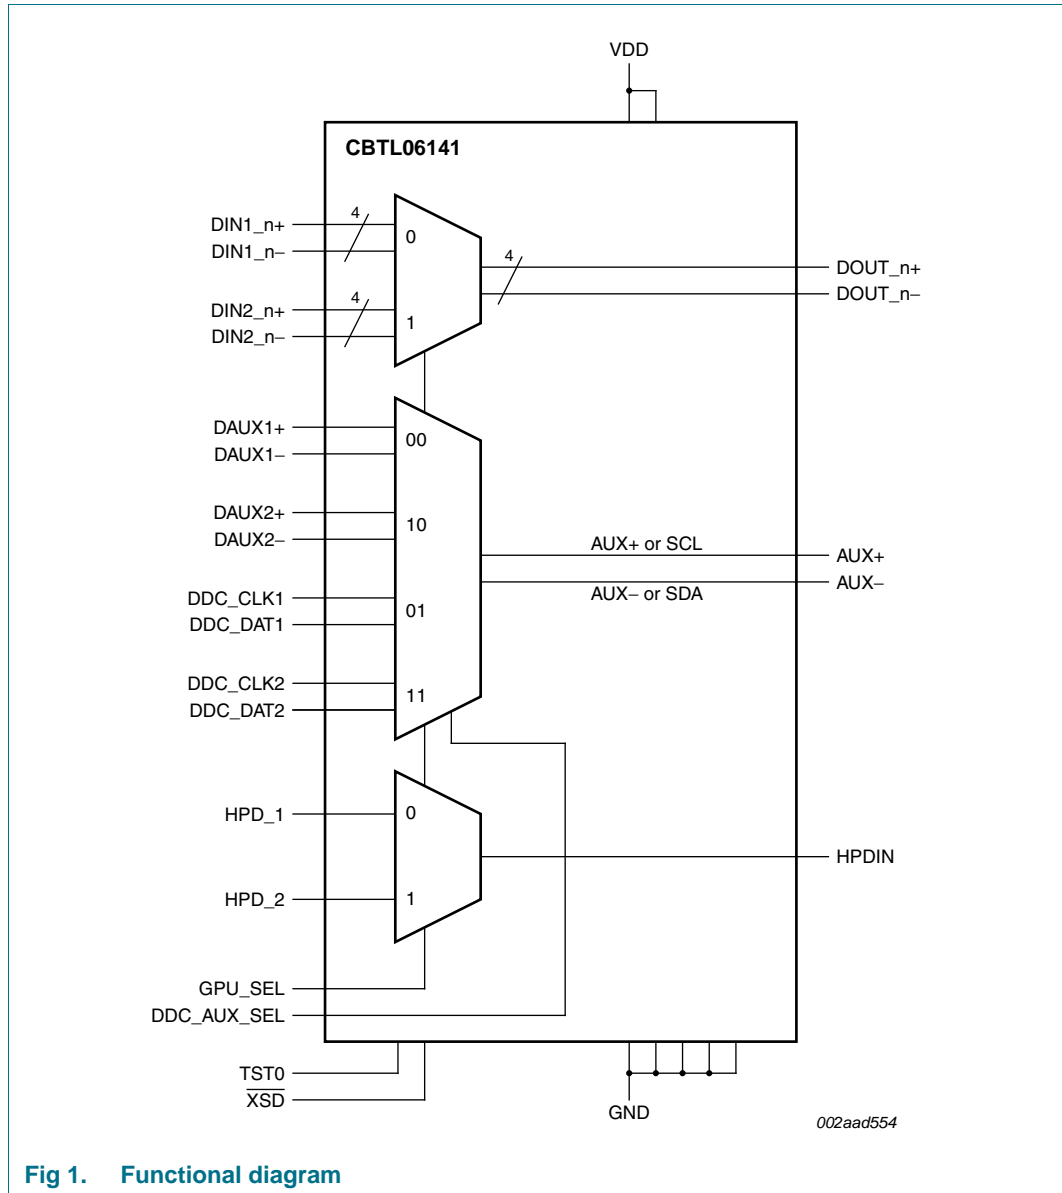 VDD
CBTL06141
4
DIN1_n+
0
DIN1_n−
4
DOUT_n+
DOUT_n−
4
DIN2_n+
1
DIN2_n−
DAUX1+
00
DAUX1−
DAUX2+
10
DAUX2−
AUX+ or SCL
AUX+
AUX−
AUX− or SDA
DDC_CLK1
01
DDC_DAT1
DDC_CLK2
11
DDC_DAT2
HPD_1
0
HPDIN
HPD_2
1
GPU_SEL
DDC_AUX_SEL
TST0
XSD
GND
002aad554
Fig 1. Functional diagram